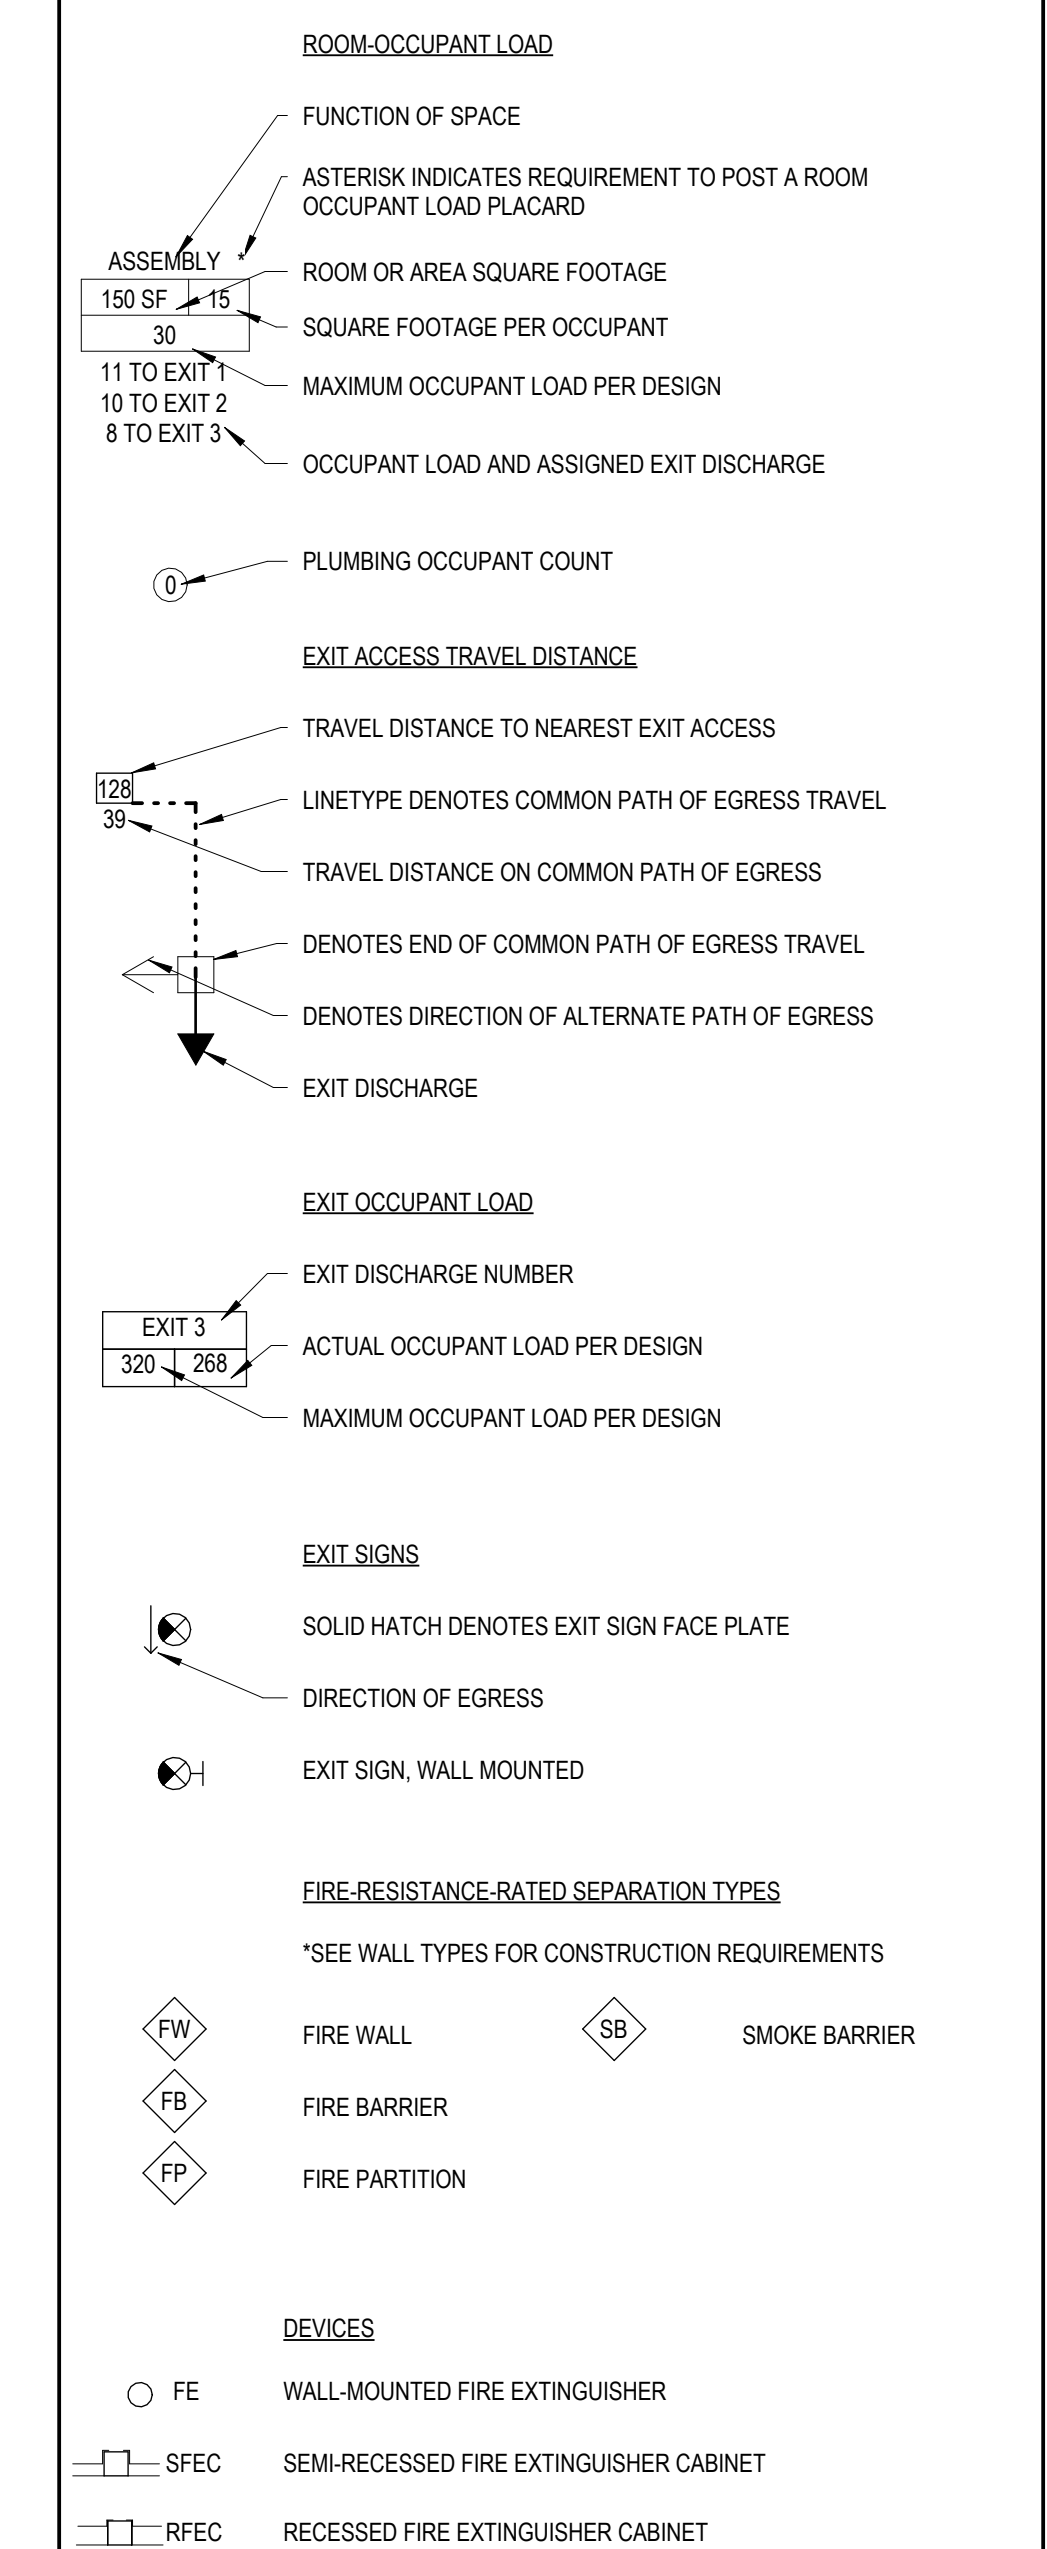 ROOM-OCCUPANT LOAD
FUNCTION OF SPACE
ASTERISK INDICATES REQUIREMENT TO POST A ROOM
OCCUPANT LOAD PLACARD
ASSEMBLY *
ROOM OR AREA SQUARE FOOTAGE
150 SF 15
SQUARE FOOTAGE PER OCCUPANT
30
11 TO EXIT 1
MAXIMUM OCCUPANT LOAD PER DESIGN
10 TO EXIT 2
8 TO EXIT 3
OCCUPANT LOAD AND ASSIGNED EXIT DISCHARGE
PLUMBING OCCUPANT COUNT
0
EXIT ACCESS TRAVEL DISTANCE
TRAVEL DISTANCE TO NEAREST EXIT ACCESS
128
LINETYPE DENOTES COMMON PATH OF EGRESS TRAVEL
39
TRAVEL DISTANCE ON COMMON PATH OF EGRESS
DENOTES END OF COMMON PATH OF EGRESS TRAVEL
DENOTES DIRECTION OF ALTERNATE PATH OF EGRESS
EXIT DISCHARGE
EXIT OCCUPANT LOAD
EXIT DISCHARGE NUMBER
EXIT 3
ACTUAL OCCUPANT LOAD PER DESIGN
320 268
MAXIMUM OCCUPANT LOAD PER DESIGN
EXIT SIGNS
SOLID HATCH DENOTES EXIT SIGN FACE PLATE
DIRECTION OF EGRESS
EXIT SIGN, WALL MOUNTED
FIRE-RESISTANCE-RATED SEPARATION TYPES
*SEE WALL TYPES FOR CONSTRUCTION REQUIREMENTS
FW FIRE WALL SB SMOKE BARRIER
FB FIRE BARRIER
FP FIRE PARTITION
DEVICES
FE WALL-MOUNTED FIRE EXTINGUISHER
SFEC SEMI-RECESSED FIRE EXTINGUISHER CABINET
RFEC RECESSED FIRE EXTINGUISHER CABINET